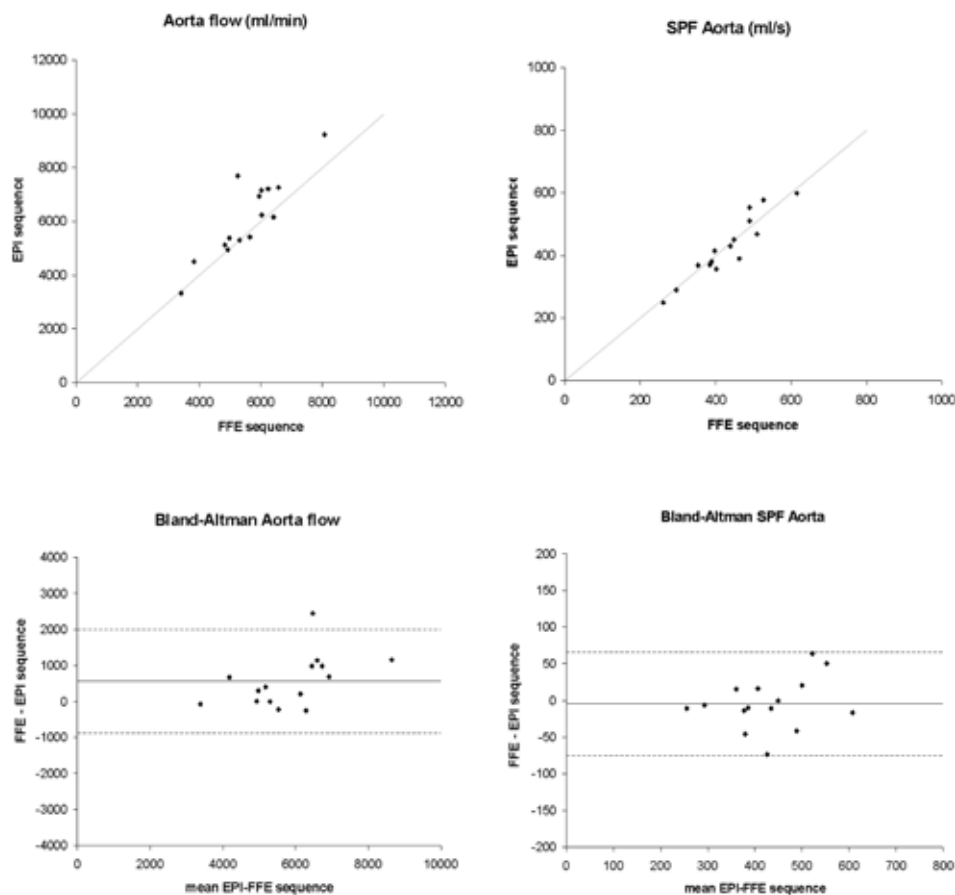 Aorta flow (ml/min)
12000
10000
8000
6000
4000
2000
0
EPI sequence
0 2000 4000 6000 8000 10000 12000
FFE sequence
SPF Aorta (ml/s)
1000
800
600
400
200
0
EPI sequence
0 200 400 600 800 1000
FFE sequence
Bland-Altman Aorta flow
4000
3000
2000
1000
0
-1000
-2000
-3000
-4000
FFE - EPI sequence
0 2000 4000 6000 8000 10000
mean EPI-FFE sequence
Bland-Altman SPF Aorta
200
150
100
50
0
-50
-100
-150
-200
FFE - EPI sequence
0 100 200 300 400 500 600 700 800
mean EPI-FFE sequence